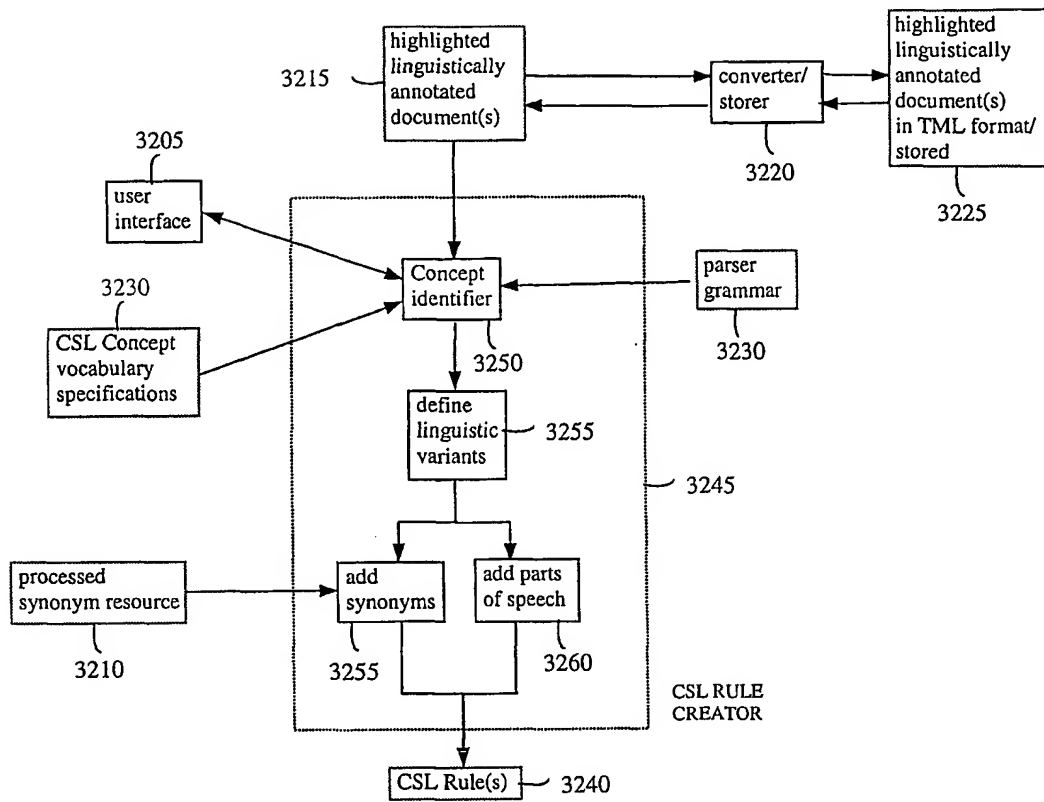 highlighted
linguistically
annotated
document(s)
3215
converter/
storer
3220
highlighted
linguistically
annotated
document(s)
in TML format/
stored
3225
3205
user
interface
3230
CSL Concept
vocabulary
specifications
Concept
identifier
3250
parser
grammar
3230
define
linguistic
variants
3255
3245
processed
synonym resource
3210
add
synonyms
3255
add parts
of speech
3260
CSL RULE
CREATOR
CSL Rule(s)
3240